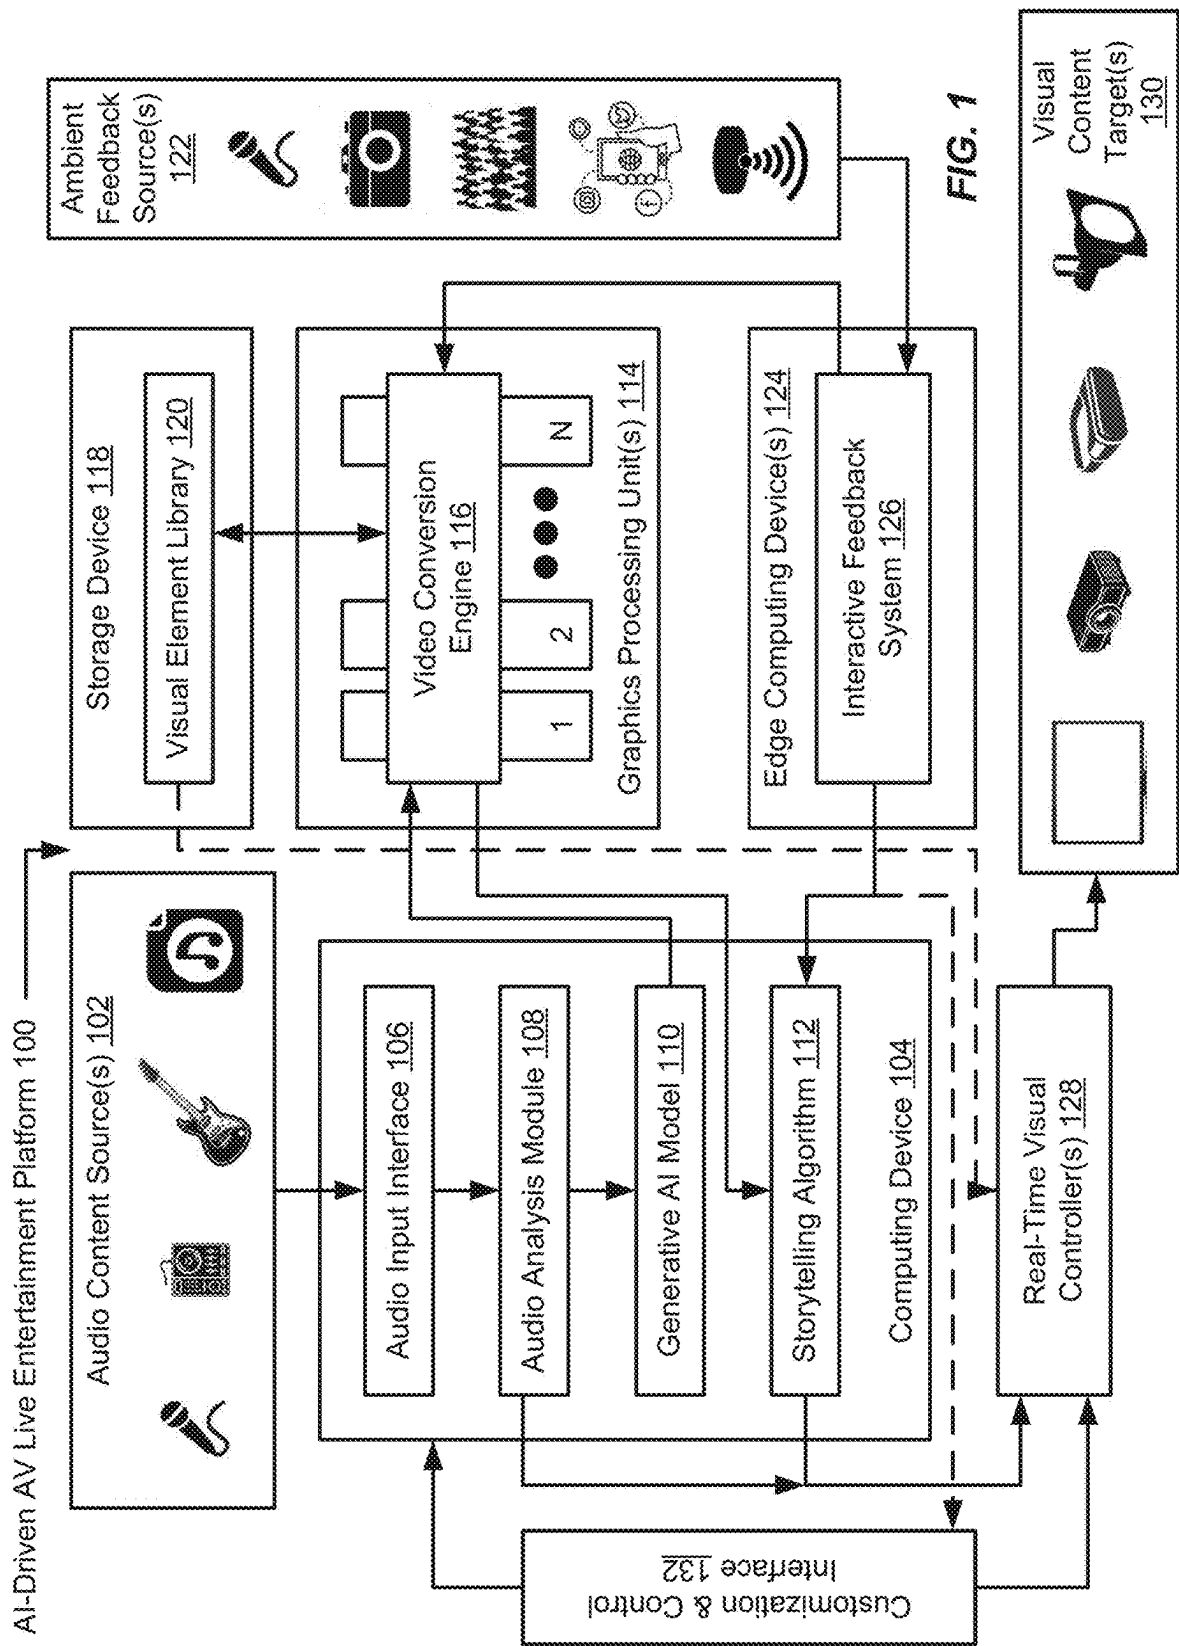 AI-Driven AV Live Entertainment Platform 100
Audio Content Source(s) 102
Audio Input Interface 106
Audio Analysis Module 108
Generative AI Model 110
Storytelling Algorithm 112
Computing Device 104
Customization & Control
Interface 132
Real-Time Visual
Controller(s) 128
Storage Device 118
Visual Element Library 120
Video Conversion
Engine 116
1
2
N
Graphics Processing Unit(s) 114
Edge Computing Device(s) 124
Interactive Feedback
System 126
Ambient
Feedback
Source(s)
122
f
FIG. 1
Visual
Content
Target(s)
130